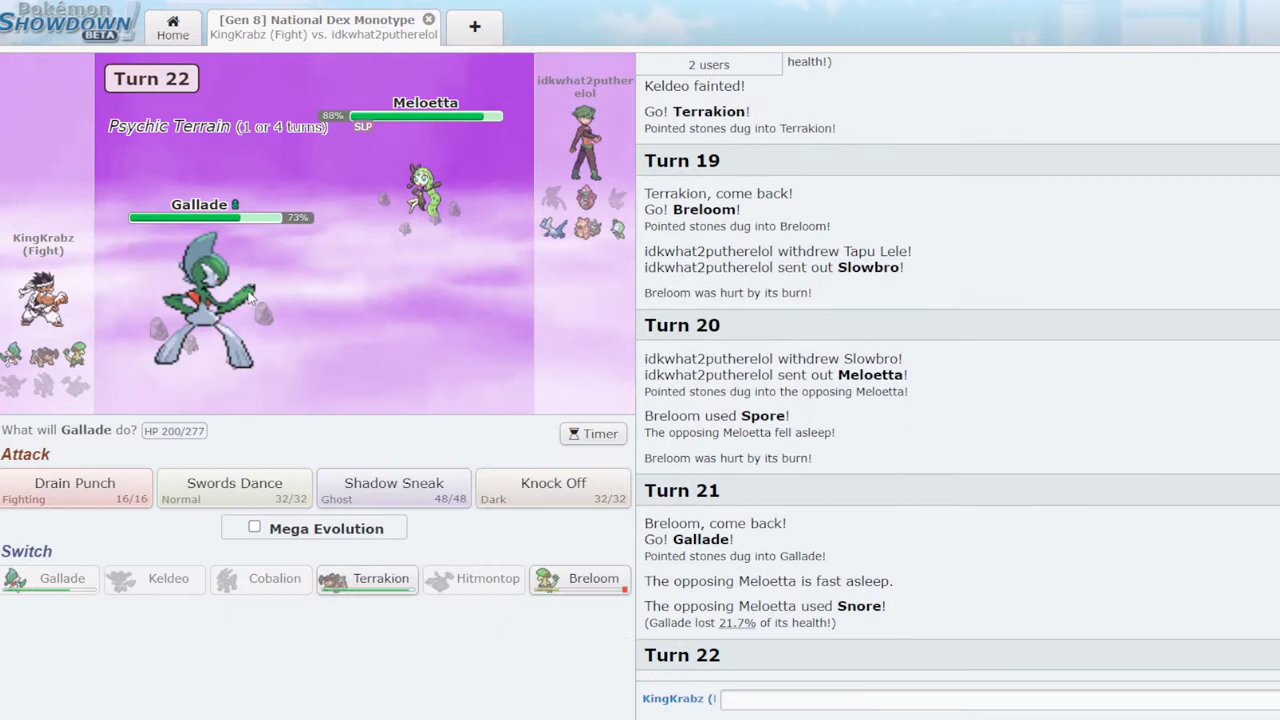 Pokémon
SHOWDOWN
BETA
Home
[Gen 8] National Dex Monotype
KingKrabz (Fight) vs. idkwhat2putherelol
+
Turn 22
Psychic Terrain (1 or 4 turns)
Meloetta
88%
SLP
Gallade
73%
KingKrabz
(Fight)
idkwhat2puther
elol
What will Gallade do? HP 200/277
Timer
Attack
Drain Punch
Fighting 16/16
Swords Dance
Normal 32/32
Shadow Sneak
Ghost 48/48
Knock Off
Dark 32/32
Mega Evolution
Switch
Gallade
Keldeo
Cobalion
Terrakion
Hitmontop
Breloom
2 users
health!)
Keldeo fainted!
Go! Terrakion!
Pointed stones dug into Terrakion!
Turn 19
Terrakion, come back!
Go! Breloom!
Pointed stones dug into Breloom!
idkwhat2putherelol withdrew Tapu Lele!
idkwhat2putherelol sent out Slowbro!
Breloom was hurt by its burn!
Turn 20
idkwhat2putherelol withdrew Slowbro!
idkwhat2putherelol sent out Meloetta!
Pointed stones dug into the opposing Meloetta!
Breloom used Spore!
The opposing Meloetta fell asleep!
Breloom was hurt by its burn!
Turn 21
Breloom, come back!
Go! Gallade!
Pointed stones dug into Gallade!
The opposing Meloetta is fast asleep.
The opposing Meloetta used Snore!
(Gallade lost 21.7% of its health!)
Turn 22
KingKrabz (